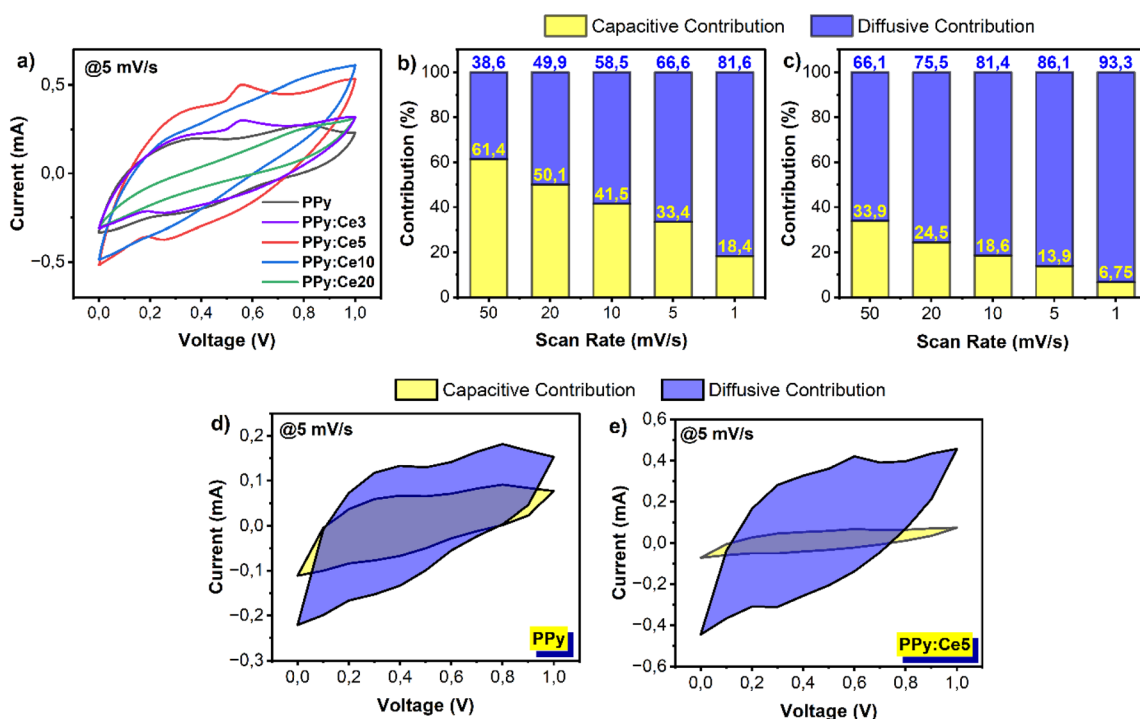 Capacitive Contribution Diffusive Contribution
a)
@5 mV/s
Current (mA)
0,5
0,0
−0,5
PPy
PPy:Ce3
PPy:Ce5
PPy:Ce10
PPy:Ce20
0,0 0,2 0,4 0,6 0,8 1,0
Voltage (V)
b)
Contribution (%)
38,6 49,9 58,5 66,6 81,6
100
80
60
40
20
0
61,4 50,1 41,5 33,4 18,4
50 20 10 5 1
Scan Rate (mV/s)
c)
Contribution (%)
66,1 75,5 81,4 86,1 93,3
100
80
60
40
20
0
33,9 24,5 18,6 13,9 6,75
50 20 10 5 1
Scan Rate (mV/s)
Capacitive Contribution Diffusive Contribution
d)
@5 mV/s
Current (mA)
0,2
0,1
0,0
−0,1
−0,2
−0,3
PPy
0,0 0,2 0,4 0,6 0,8 1,0
Voltage (V)
e)
@5 mV/s
Current (mA)
0,6
0,4
0,2
0,0
−0,2
−0,4
−0,6
PPy:Ce5
0,0 0,2 0,4 0,6 0,8 1,0
Voltage (V)